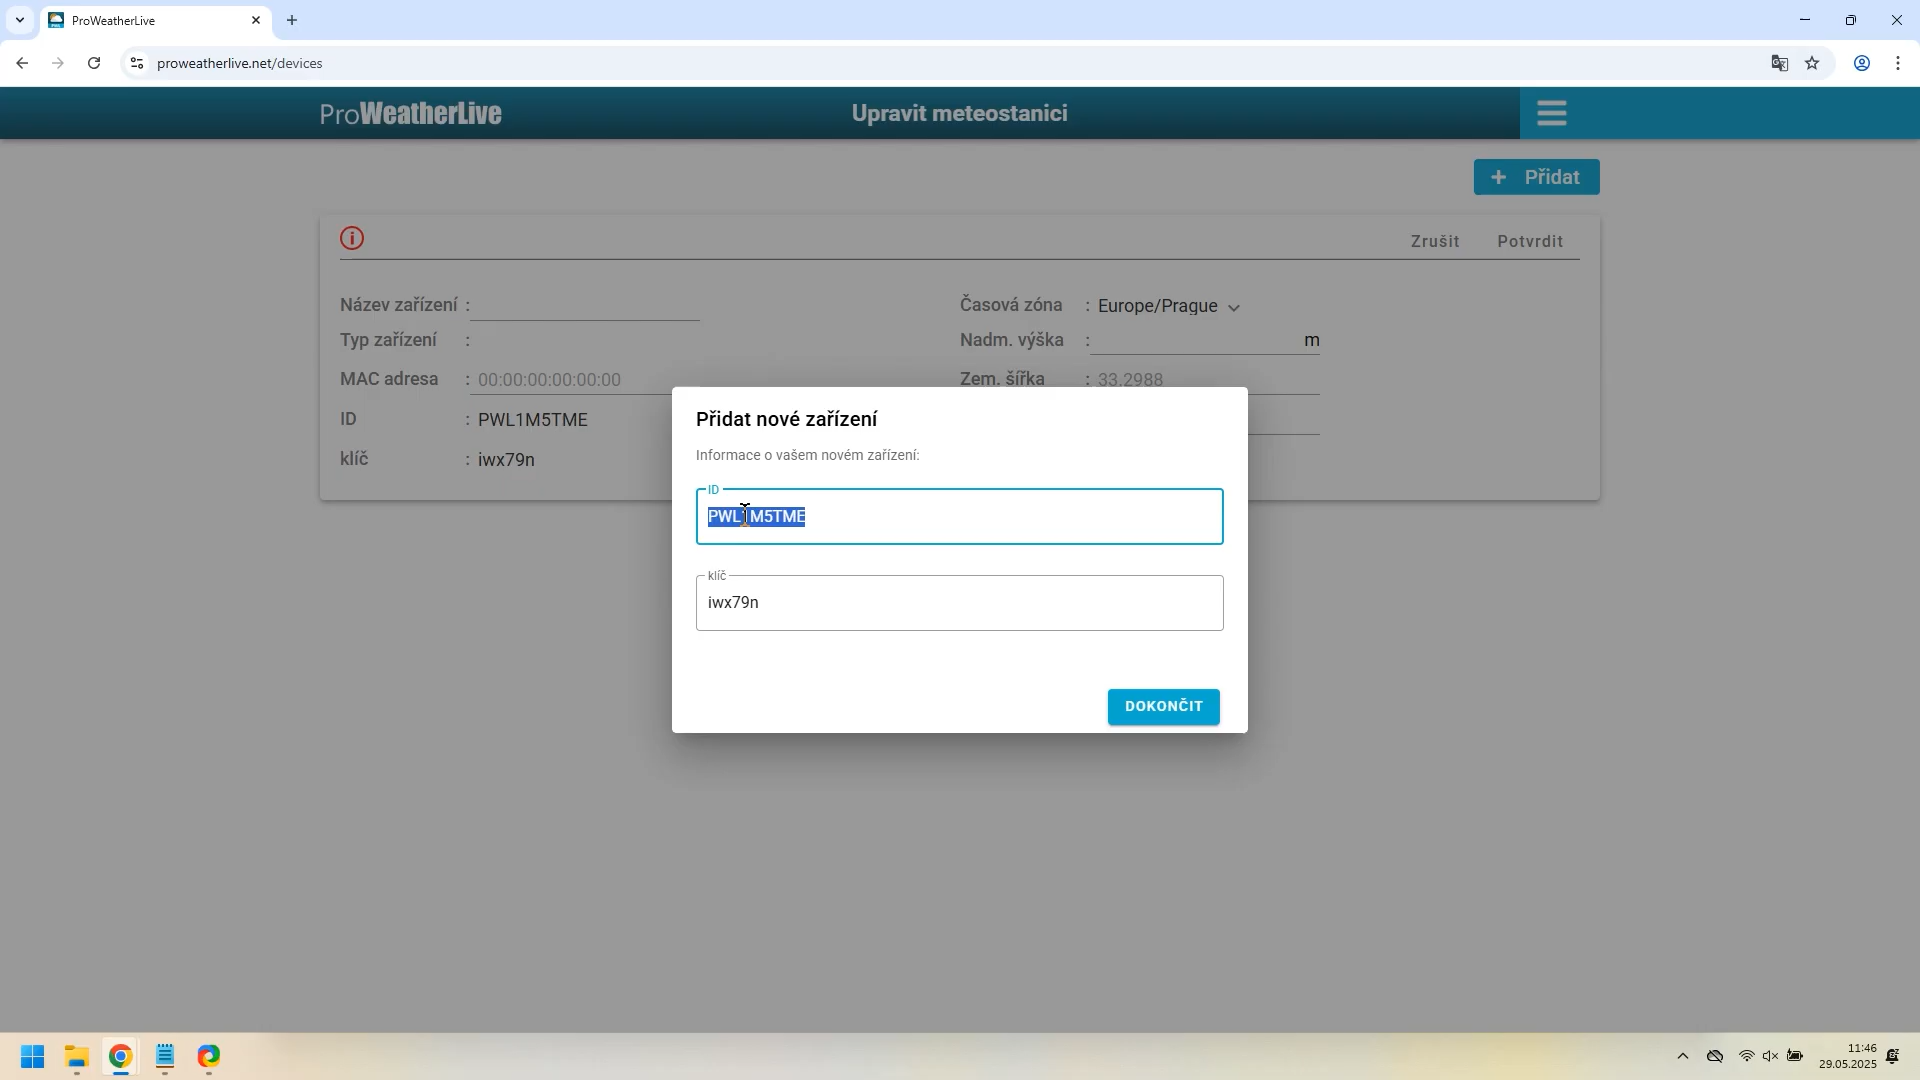 ProWeatherLive
proweatherlive.net/devices
ProWeatherLive
Upravit meteostanici
+ Přidat
Zrušit Potvrdit
Název zařízení :
Typ zařízení :
MAC adresa : 00:00:00:00:00:00
ID : PWL1M5TME
klíč : iwx79n
Časová zóna : Europe/Prague
Nadm. výška : m
Zem. šířka : 33.2988
Přidat nové zařízení
Informace o vašem novém zařízení:
ID
PWL1M5TME
klíč
iwx79n
DOKONČIT
11:46
29.05.2025